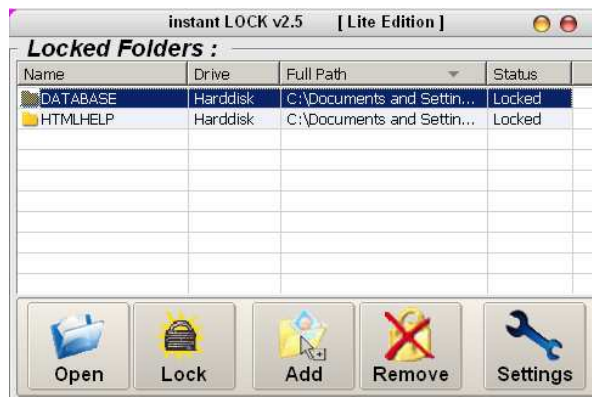 instant LOCK v2.5 [ Lite Edition ]
Locked Folders :
Name Drive Full Path Status
DATABASE Harddisk C:\Documents and Settin... Locked
HTMLHELP Harddisk C:\Documents and Settin... Locked
Open Lock Add Remove Settings